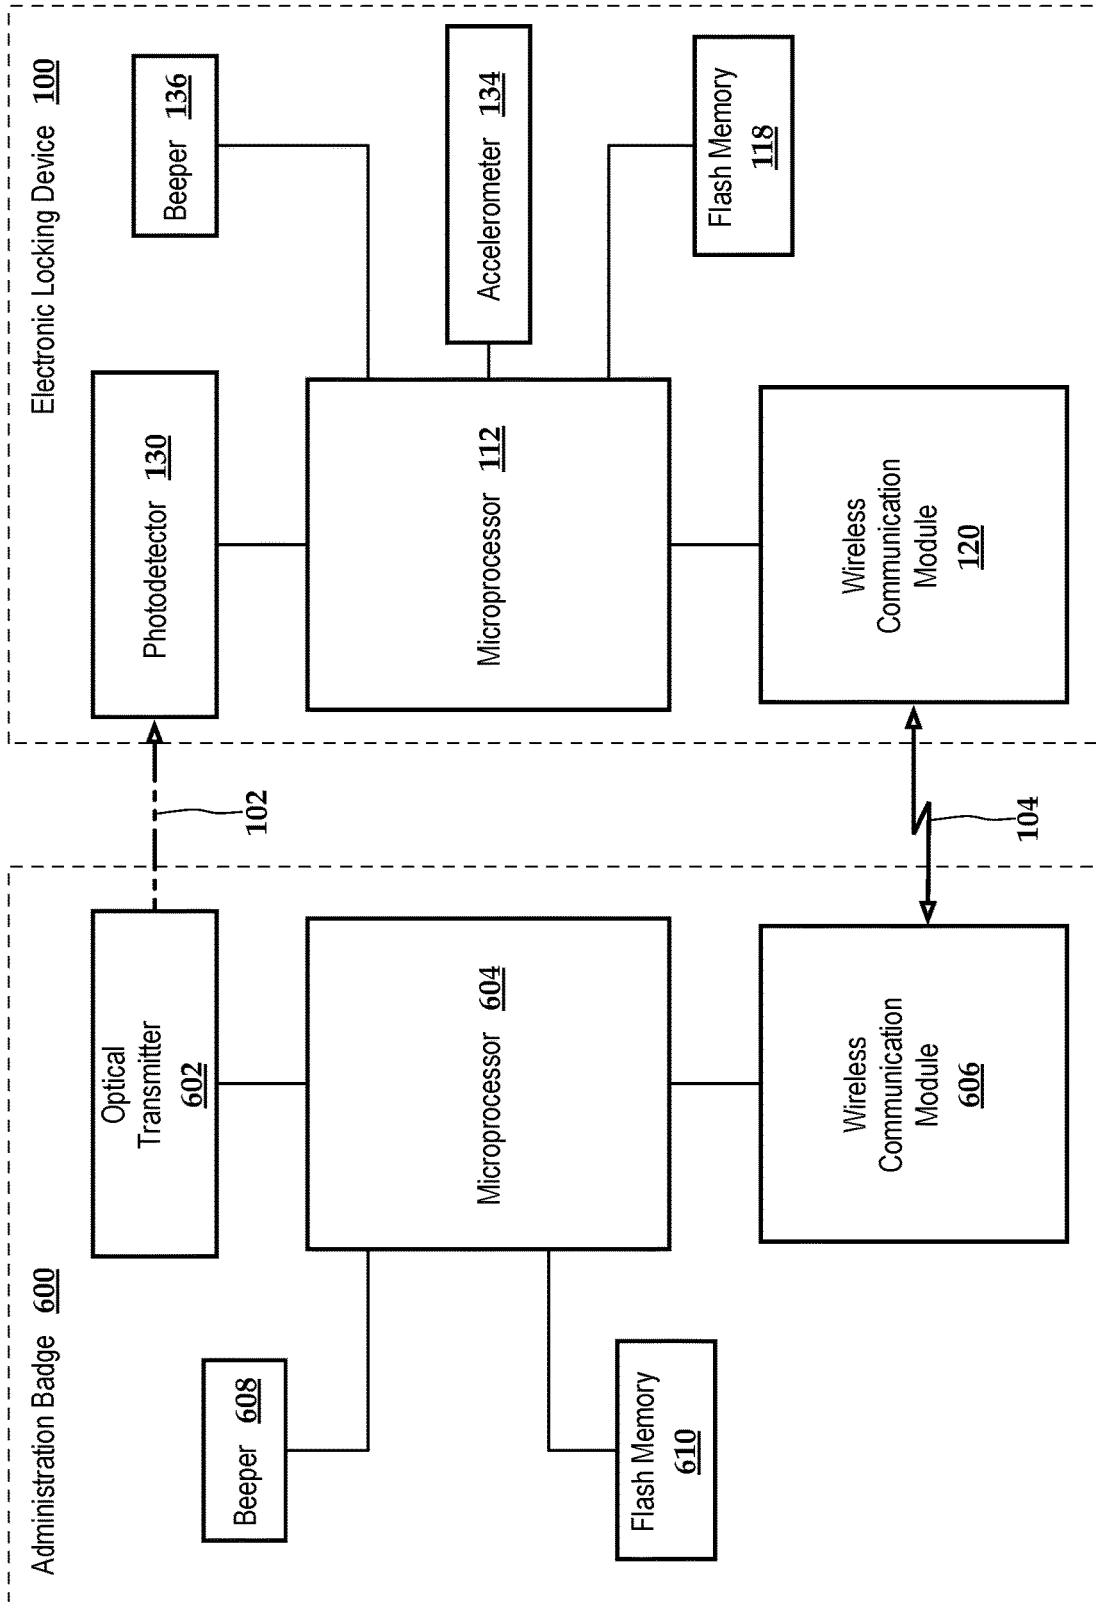 Administration Badge 600
Electronic Locking Device 100
Optical
Transmitter
602
102
Photodetector 130
Beeper 136
Beeper 608
Microprocessor 604
Microprocessor 112
Accelerometer 134
Flash Memory
610
Flash Memory
118
Wireless
Communication
Module
606
104
Wireless
Communication
Module
120